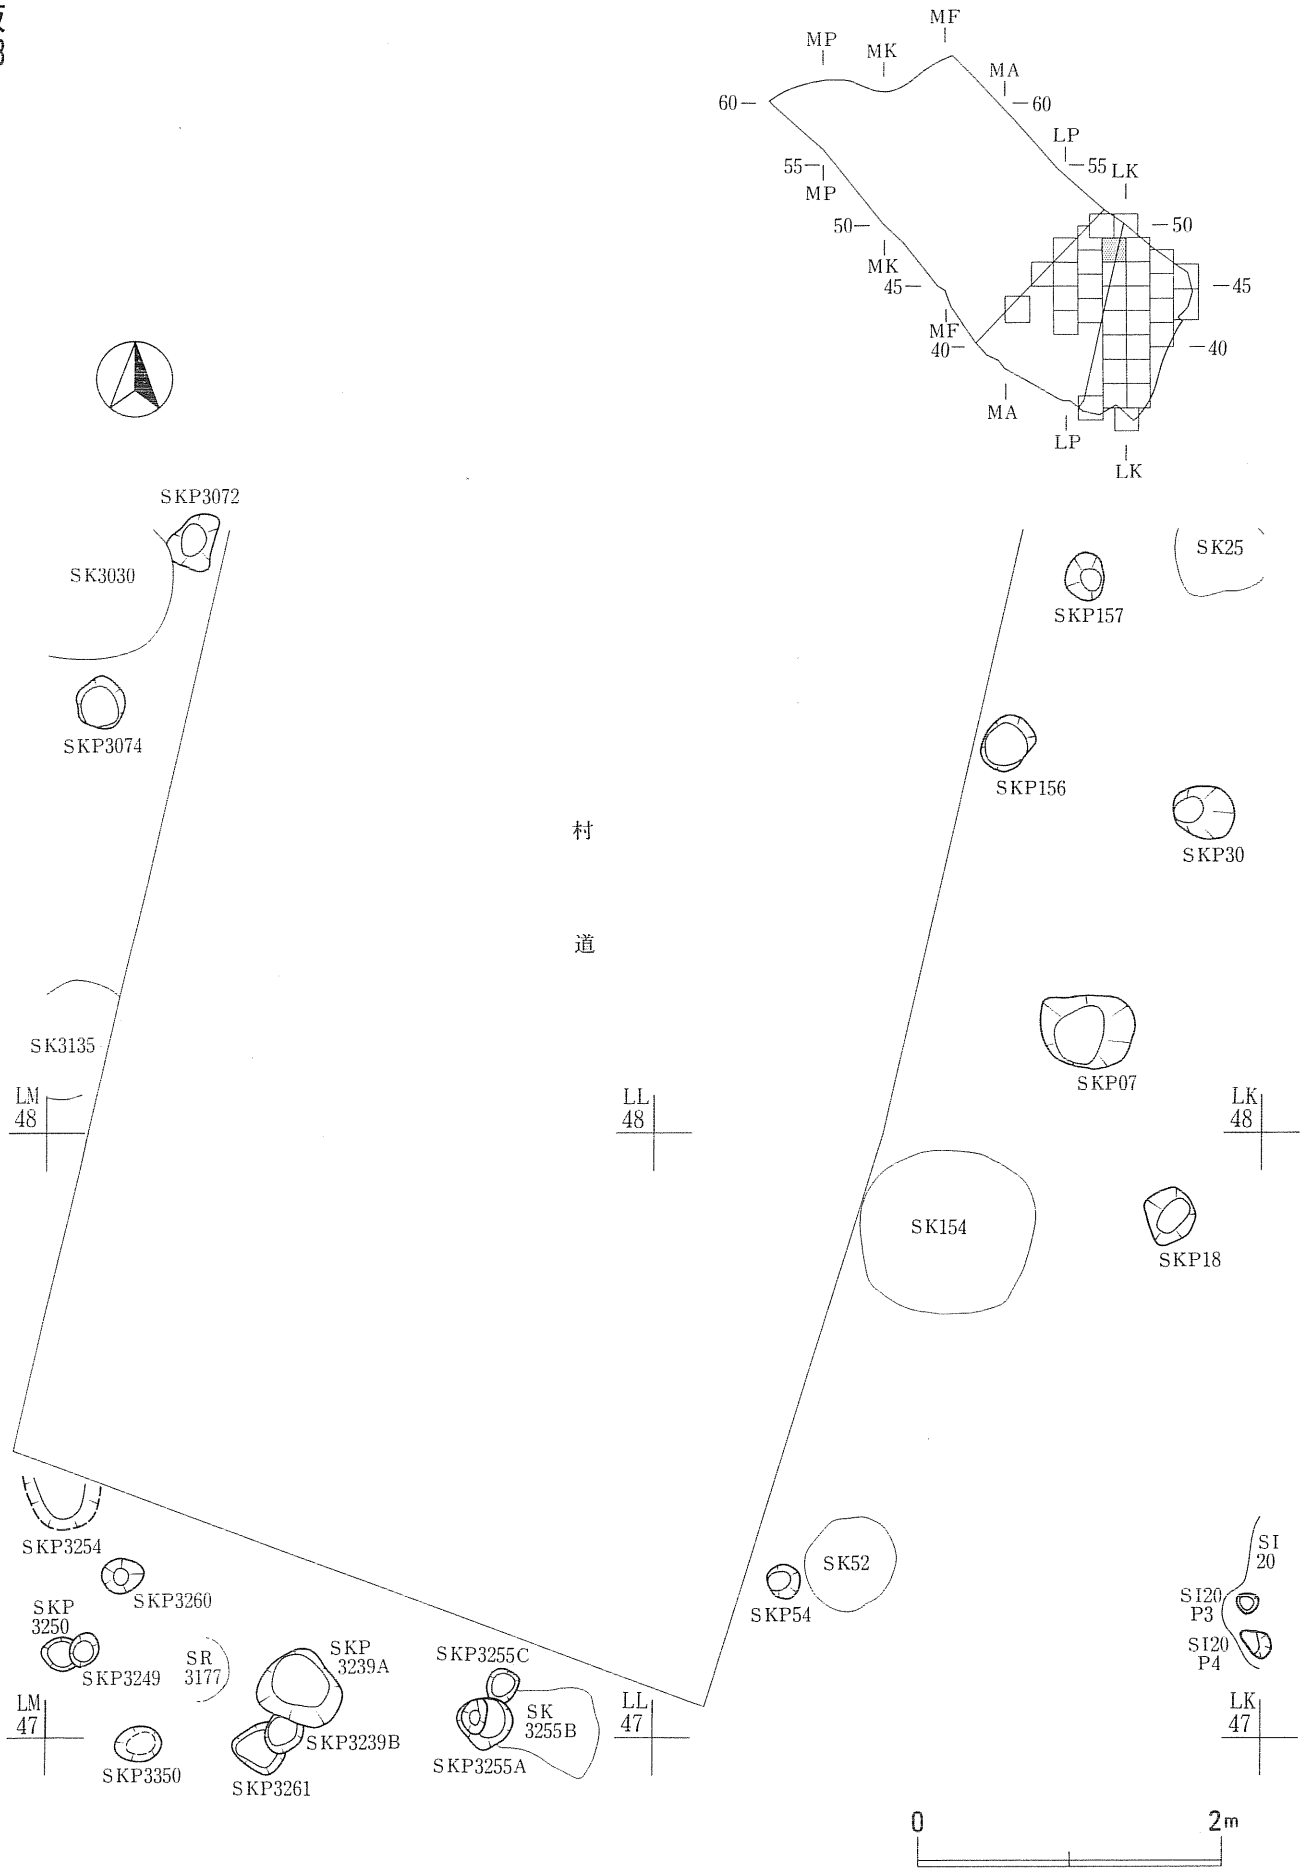 MF
MP
MK
MA
60
60
LP
55
55
LK
MP
50
50
MK
45
45
MF
40
40
MA
LP
LK
SKP3072
SK3030
SK25
SKP157
SKP3074
SKP156
SKP30
村
道
SK3135
SKP07
LM
48
LL
48
LK
48
SK154
SKP18
SKP3254
SKP3260
SKP
3250
SKP3249
SR
3177
SKP
3239A
SKP3239B
SKP3261
SKP3350
SKP3255C
SK
3255B
SKP3255A
SKP54
SK52
SI
20
SI20
P3
SI20
P4
LM
47
LL
47
LK
47
0
2m